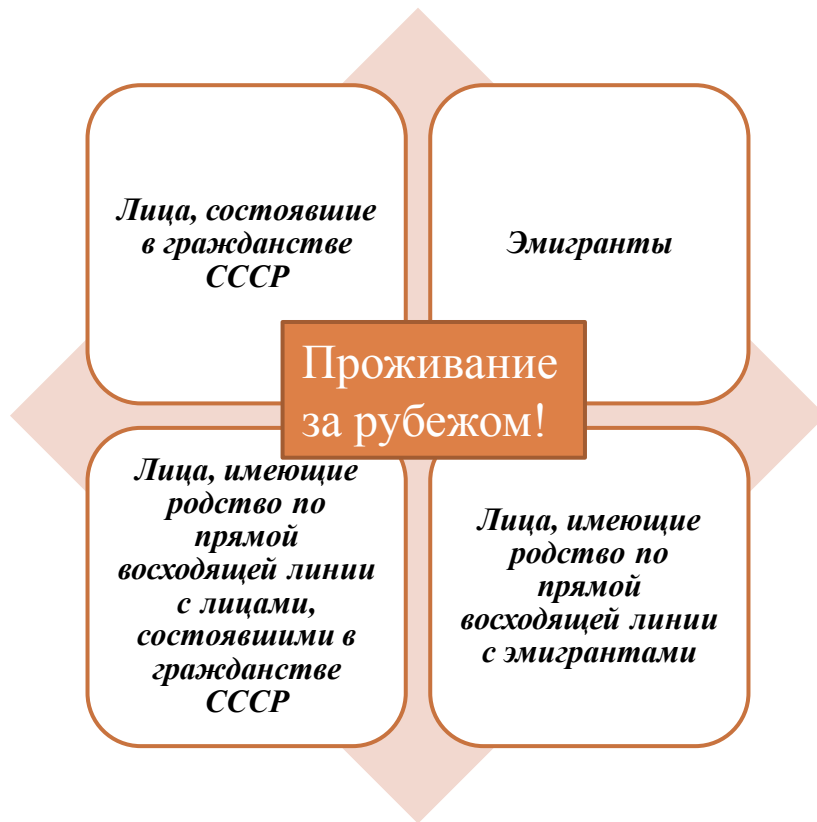 Лица, состоявшие
в гражданстве
СССР
Эмигранты
Проживание
за рубежом!
Лица, имеющие
родство по
прямой
восходящей линии
с лицами,
состоявшими в
гражданстве
СССР
Лица, имеющие
родство по
прямой
восходящей линии
с эмигрантами